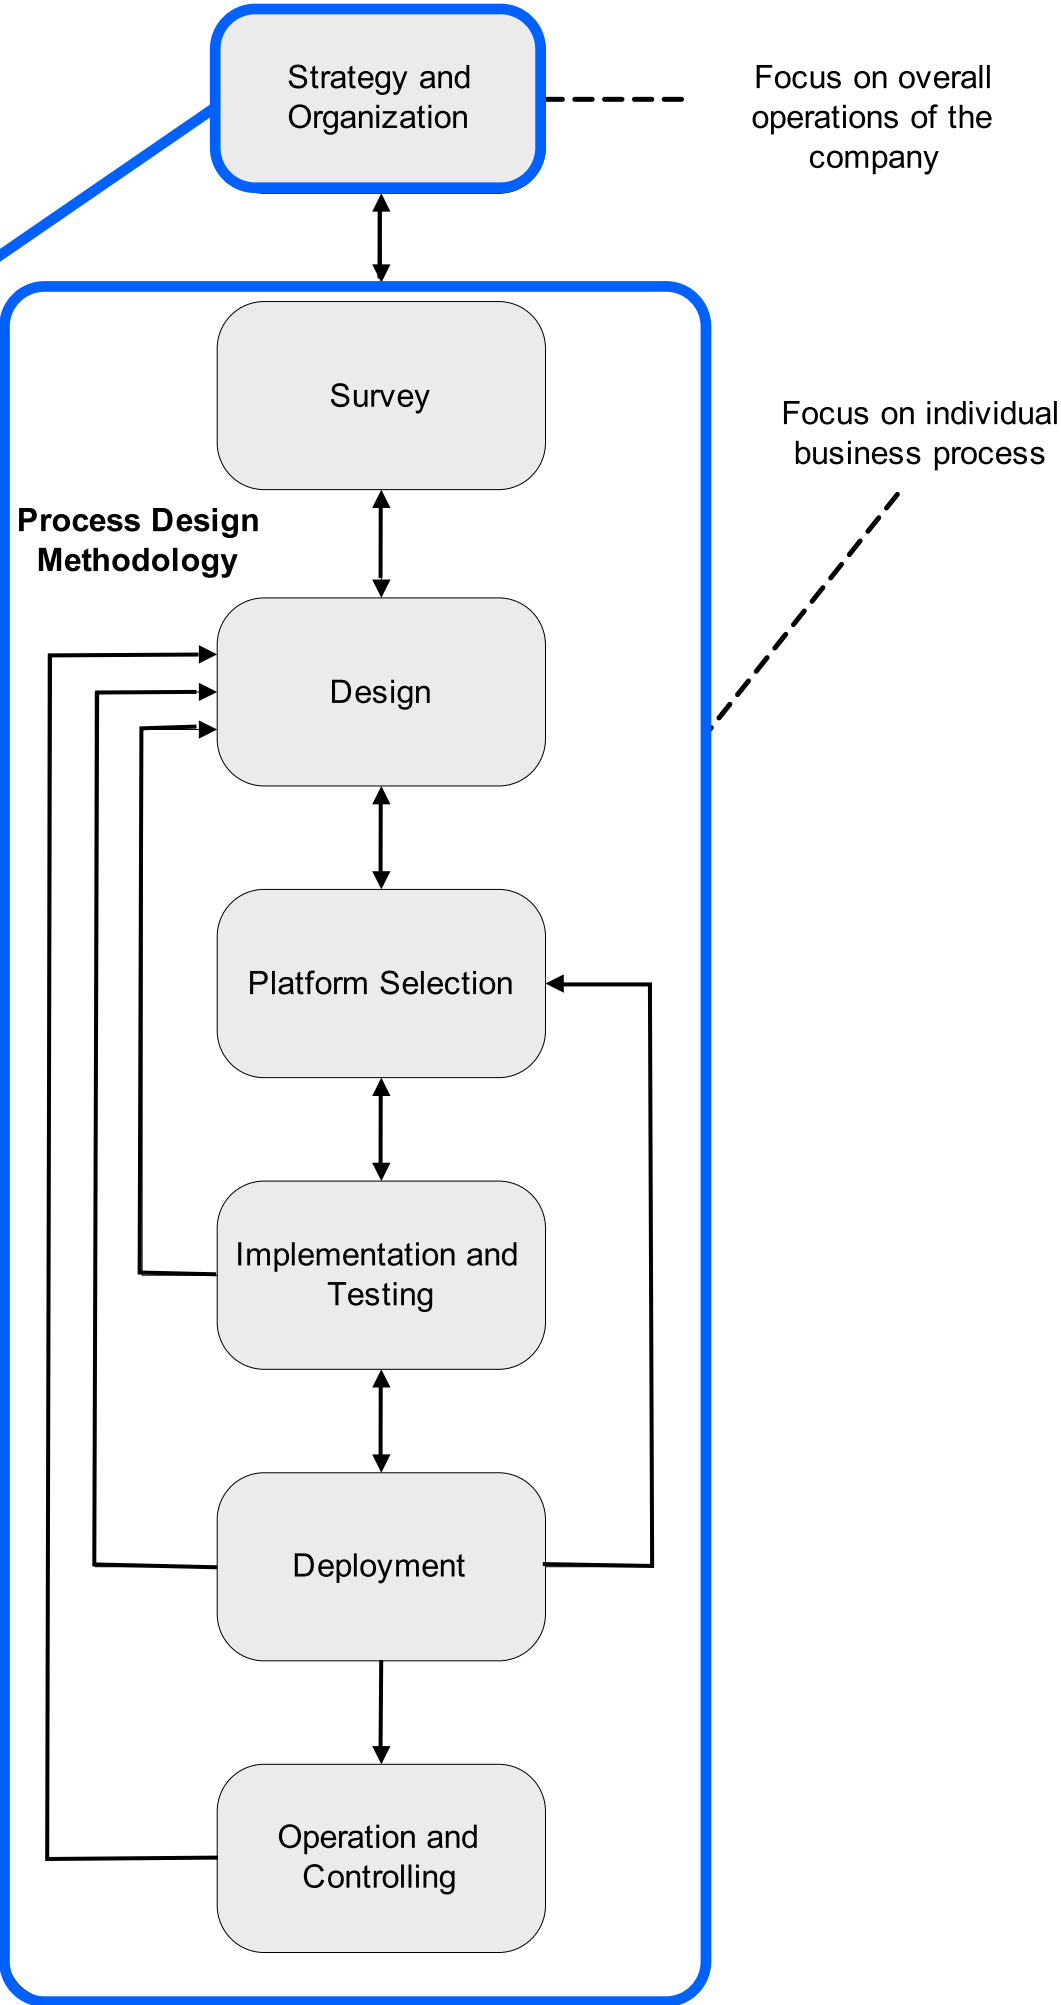 Strategy and
Organization
Focus on overall
operations of the
company
Survey
Focus on individual
business process
Process Design
Methodology
Design
Platform Selection
Implementation and
Testing
Deployment
Operation and
Controlling